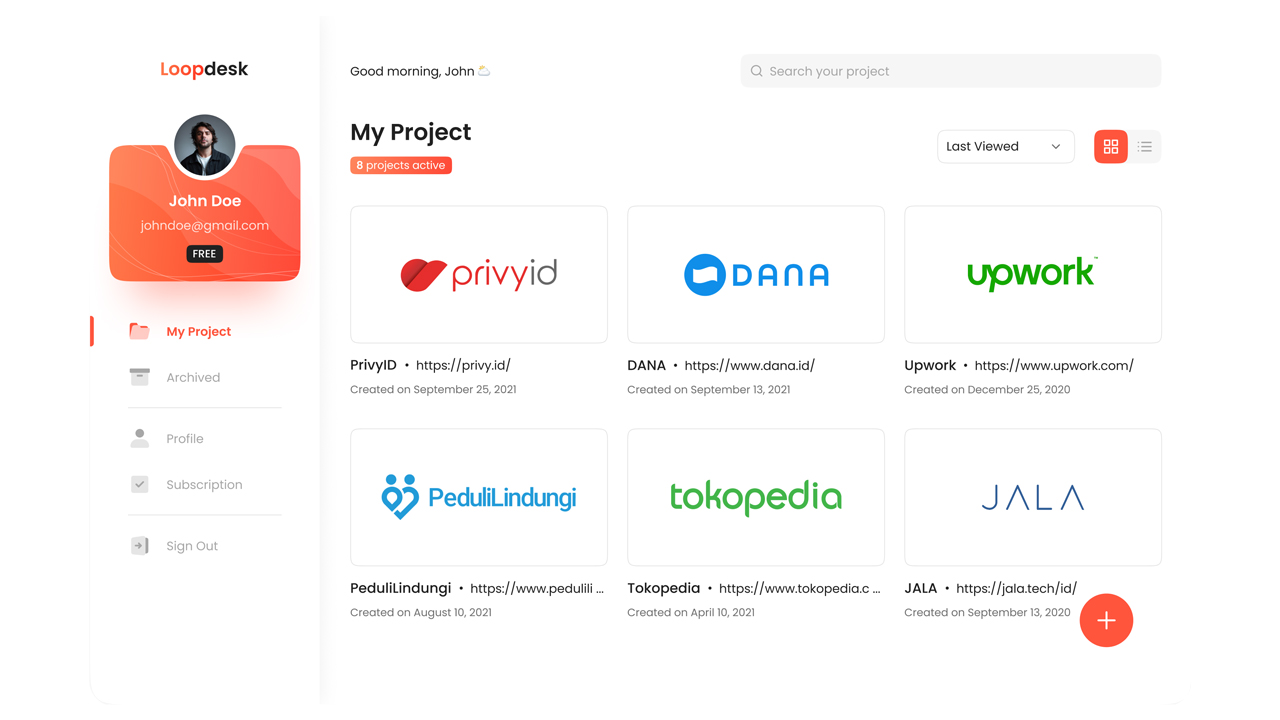 Loopdesk
John Doe
johndoe@gmail.com
FREE
My Project
Archived
Profile
Subscription
Sign Out
Good morning, John
Search your project
My Project
8 projects active
Last Viewed
privyid
PrivyID • https://privy.id/
Created on September 25, 2021
DANA
DANA • https://www.dana.id/
Created on September 13, 2021
upwork™
Upwork • https://www.upwork.com/
Created on December 25, 2020
PeduliLindungi
PeduliLindungi • https://www.pedulili ...
Created on August 10, 2021
tokopedia
Tokopedia • https://www.tokopedia.c ...
Created on April 10, 2021
JALA
JALA • https://jala.tech/id/
Created on September 13, 2020